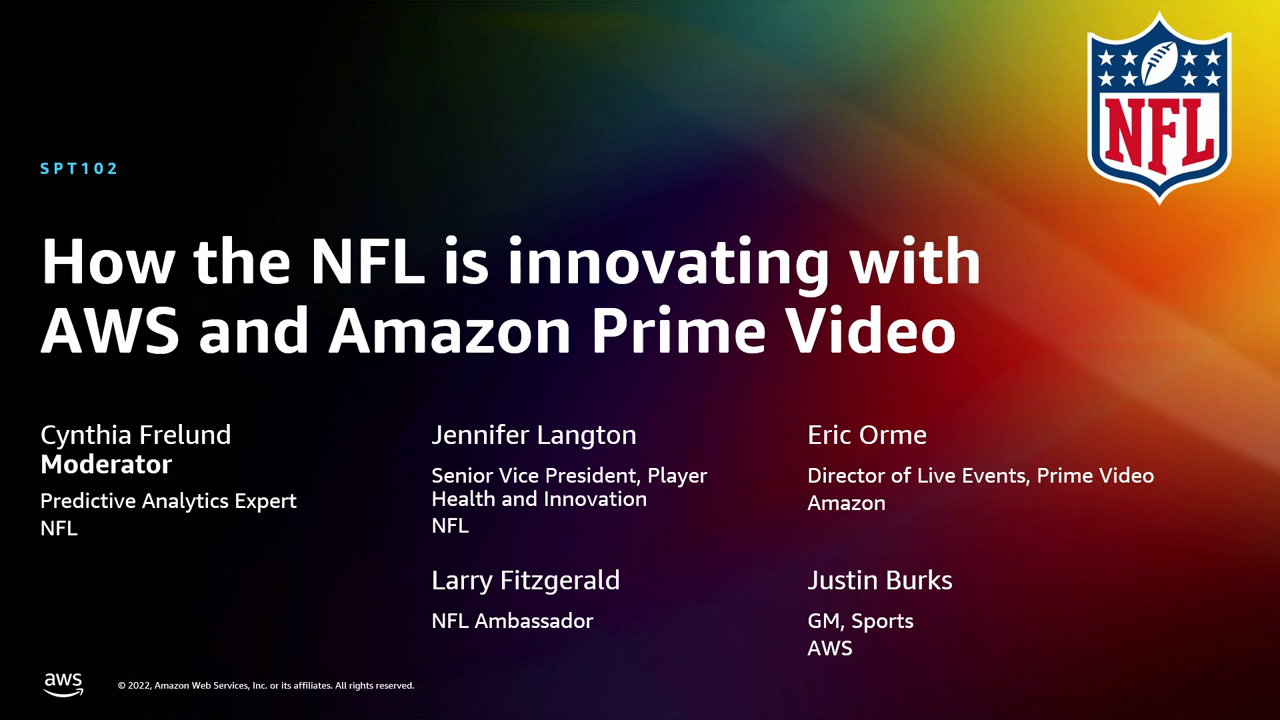 NFL
SPT102
How the NFL is innovating with
AWS and Amazon Prime Video
Cynthia Frelund
Moderator
Predictive Analytics Expert
NFL
Jennifer Langton
Senior Vice President, Player
Health and Innovation
NFL
Eric Orme
Director of Live Events, Prime Video
Amazon
Larry Fitzgerald
NFL Ambassador
Justin Burks
GM, Sports
AWS
aws
© 2022, Amazon Web Services, Inc. or its affiliates. All rights reserved.